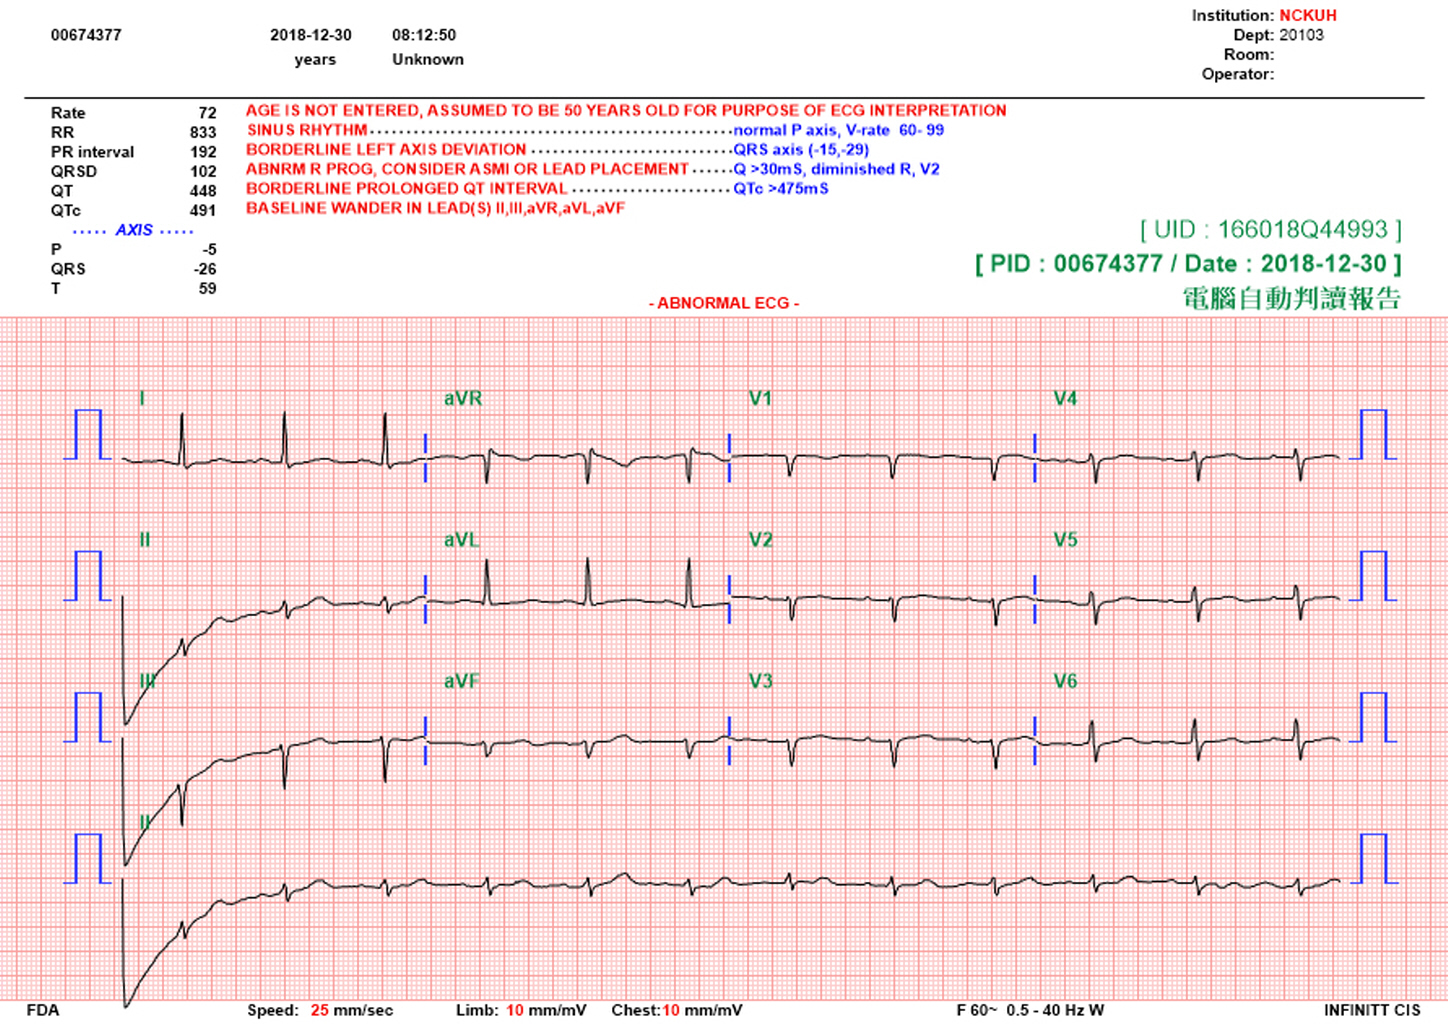 Institution: NCKUH
00674377 2018-12-30 08:12:50 Dept: 20103
years Unknown Room:
Operator:
Rate 72 AGE IS NOT ENTERED, ASSUMED TO BE 50 YEARS OLD FOR PURPOSE OF ECG INTERPRETATION
RR 833 SINUS RHYTHM normal P axis, V-rate 60- 99
PR interval 192 BORDERLINE LEFT AXIS DEVIATION QRS axis (-15,-29)
QRSD 102 ABNRM R PROG, CONSIDER ASMI OR LEAD PLACEMENT Q >30mS, diminished R, V2
QT 448 BORDERLINE PROLONGED QT INTERVAL QTc >475mS
QTc 491 BASELINE WANDER IN LEAD(S) II,III,aVR,aVL,aVF
..... AXIS .....
[ UID : 166018Q44993 ]
P -5
[ PID : 00674377 / Date : 2018-12-30 ]
QRS -26
T 59
電腦自動判讀報告
- ABNORMAL ECG -
I aVR V1 V4
II aVL V2 V5
III aVF V3 V6
II
FDA Speed: 25 mm/sec Limb: 10 mm/mV Chest:10 mm/mV F 60~ 0.5 - 40 Hz W INFINITT CIS